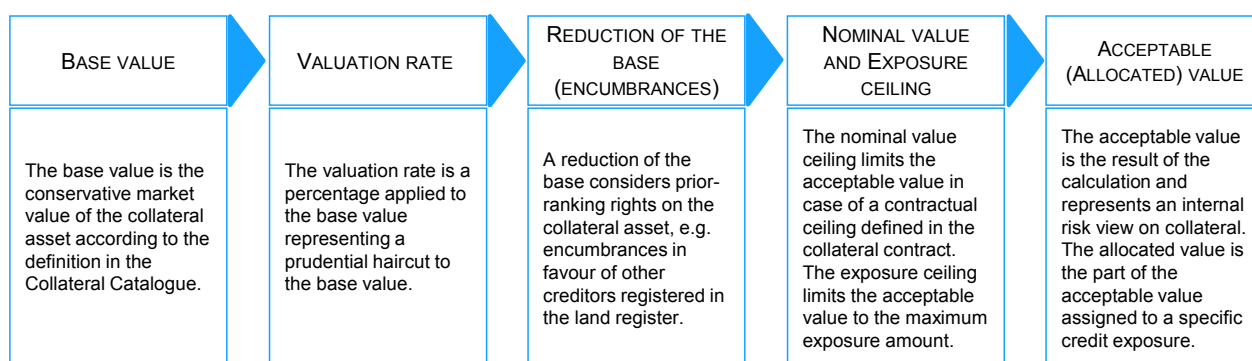 BASE VALUE
The base value is the
conservative market
value of the collateral
asset according to the
definition in the
Collateral Catalogue.
VALUATION RATE
The valuation rate is a
percentage applied to
the base value
representing a
prudential haircut to
the base value.
REDUCTION OF THE
BASE
(ENCUMBRANCES)
A reduction of the
base considers prior-
ranking rights on the
collateral asset, e.g.
encumbrances in
favour of other
creditors registered in
the land register.
NOMINAL VALUE
AND EXPOSURE
CEILING
The nominal value
ceiling limits the
acceptable value in
case of a contractual
ceiling defined in the
collateral contract.
The exposure ceiling
limits the acceptable
value to the maximum
exposure amount.
ACCEPTABLE
(ALLOCATED) VALUE
The acceptable value
is the result of the
calculation and
represents an internal
risk view on collateral.
The allocated value is
the part of the
acceptable value
assigned to a specific
credit exposure.